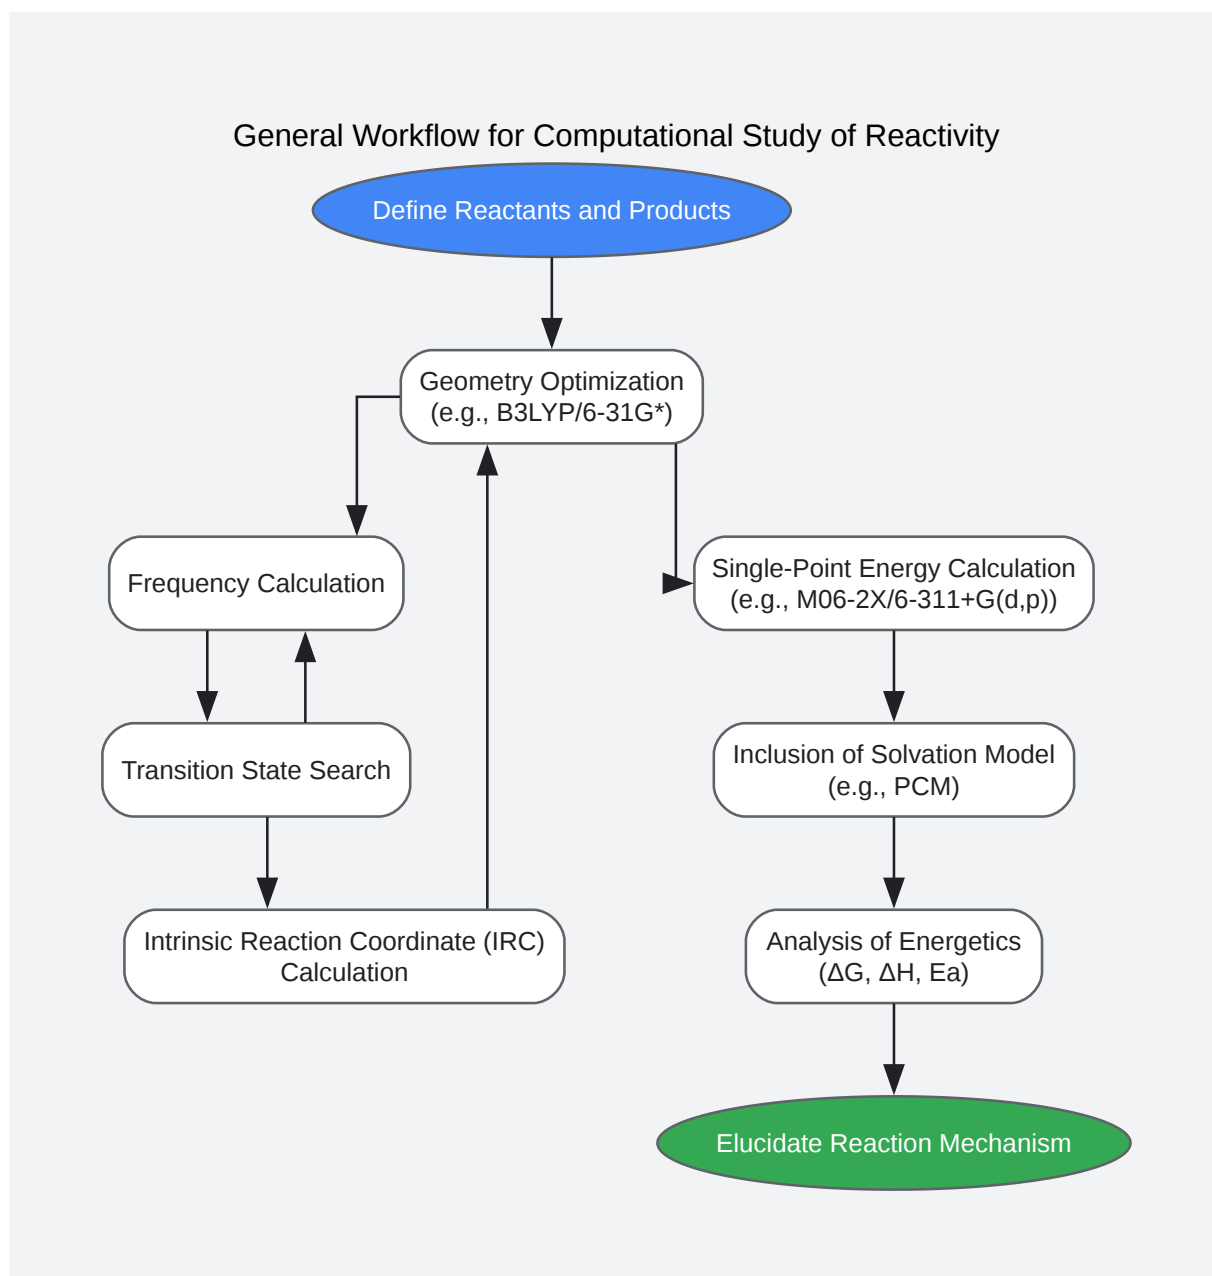 General Workflow for Computational Study of Reactivity
Define Reactants and Products
Geometry Optimization
(e.g., B3LYP/6-31G*)
Frequency Calculation
Single-Point Energy Calculation
(e.g., M06-2X/6-311+G(d,p))
Transition State Search
Inclusion of Solvation Model
(e.g., PCM)
Intrinsic Reaction Coordinate (IRC)
Calculation
Analysis of Energetics
(ΔG, ΔH, Ea)
Elucidate Reaction Mechanism